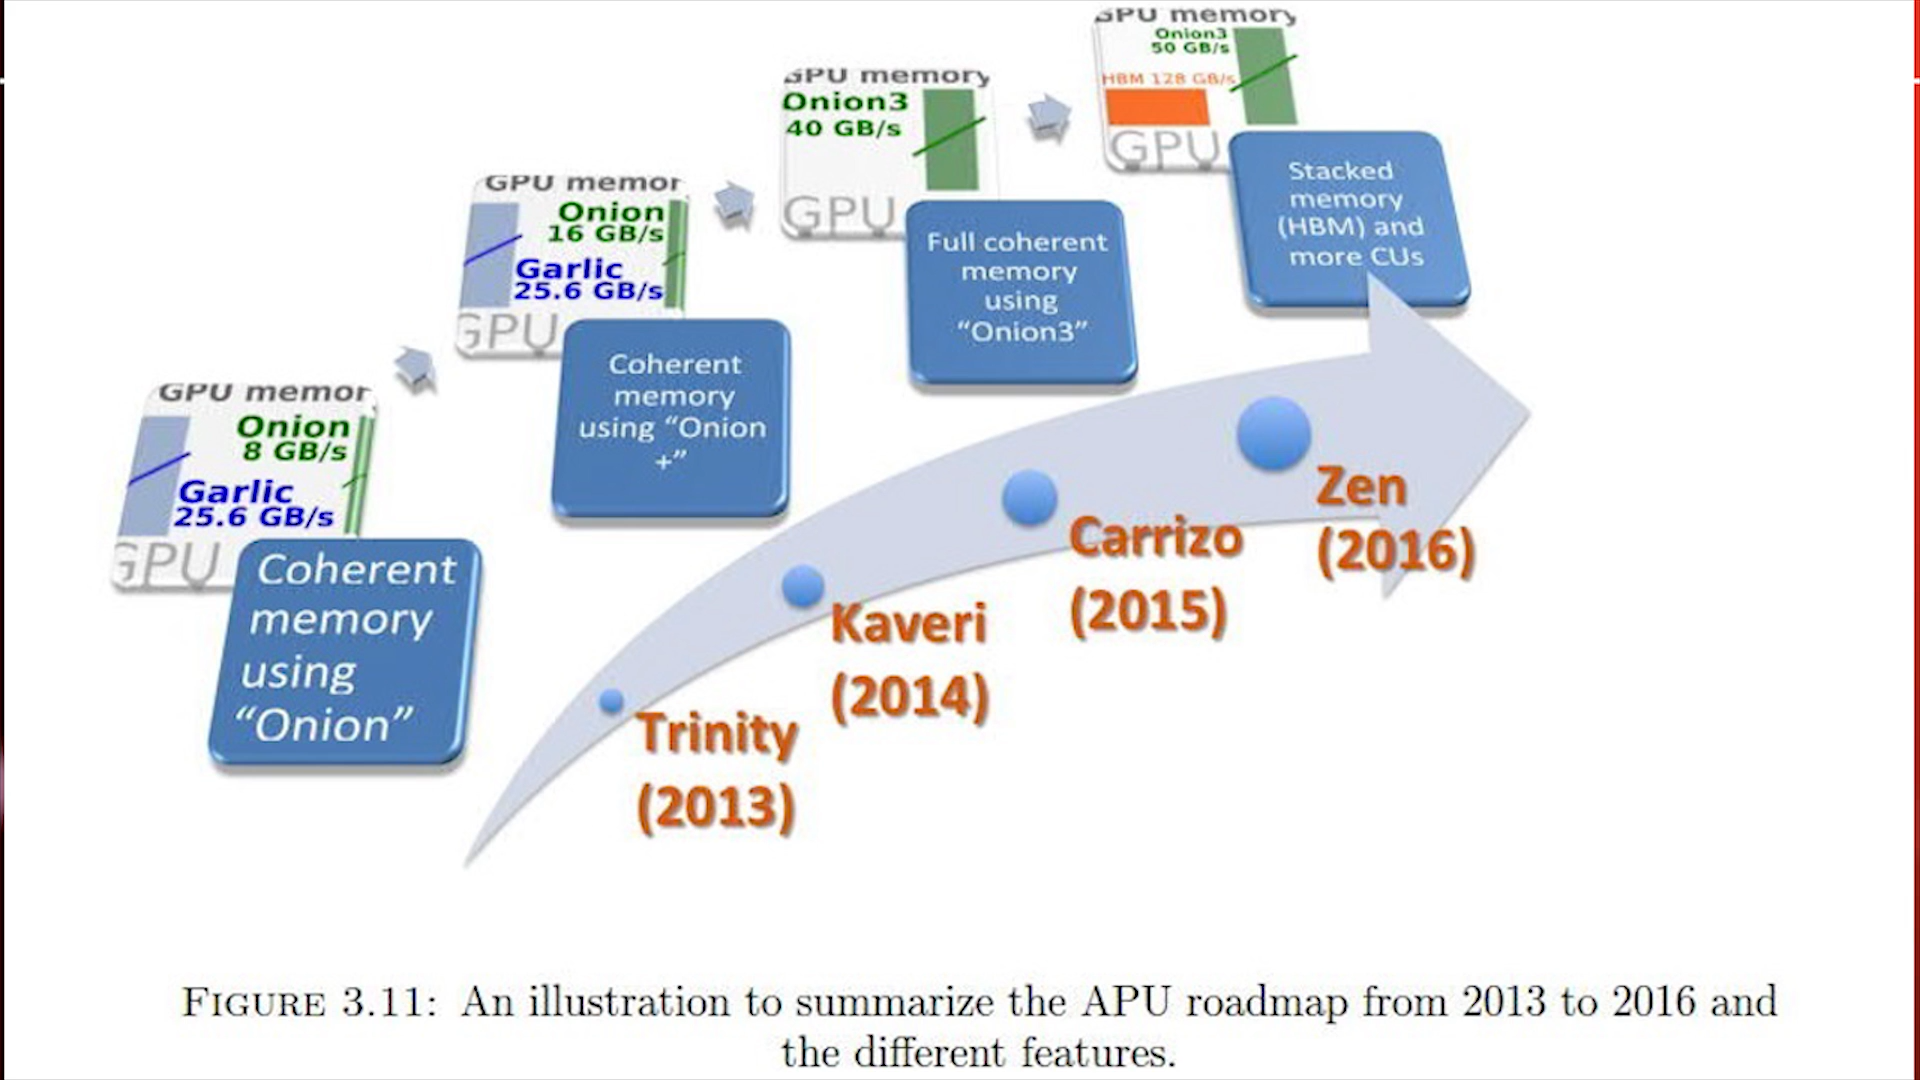 GPU memor
Onion
8 GB/s
Garlic
25.6 GB/s
GPU
Coherent
memory
using
“Onion”
GPU memor
Onion
16 GB/s
Garlic
25.6 GB/s
GPU
Coherent
memory
using “Onion
+”
GPU memory
Onion3
40 GB/s
GPU
Full coherent
memory
using
“Onion3”
GPU memory
Onion3
50 GB/s
HBM 128 GB/s
GPU
Stacked
memory
(HBM) and
more CUs
Trinity
(2013)
Kaveri
(2014)
Carrizo
(2015)
Zen
(2016)
FIGURE 3.11: An illustration to summarize the APU roadmap from 2013 to 2016 and
the different features.